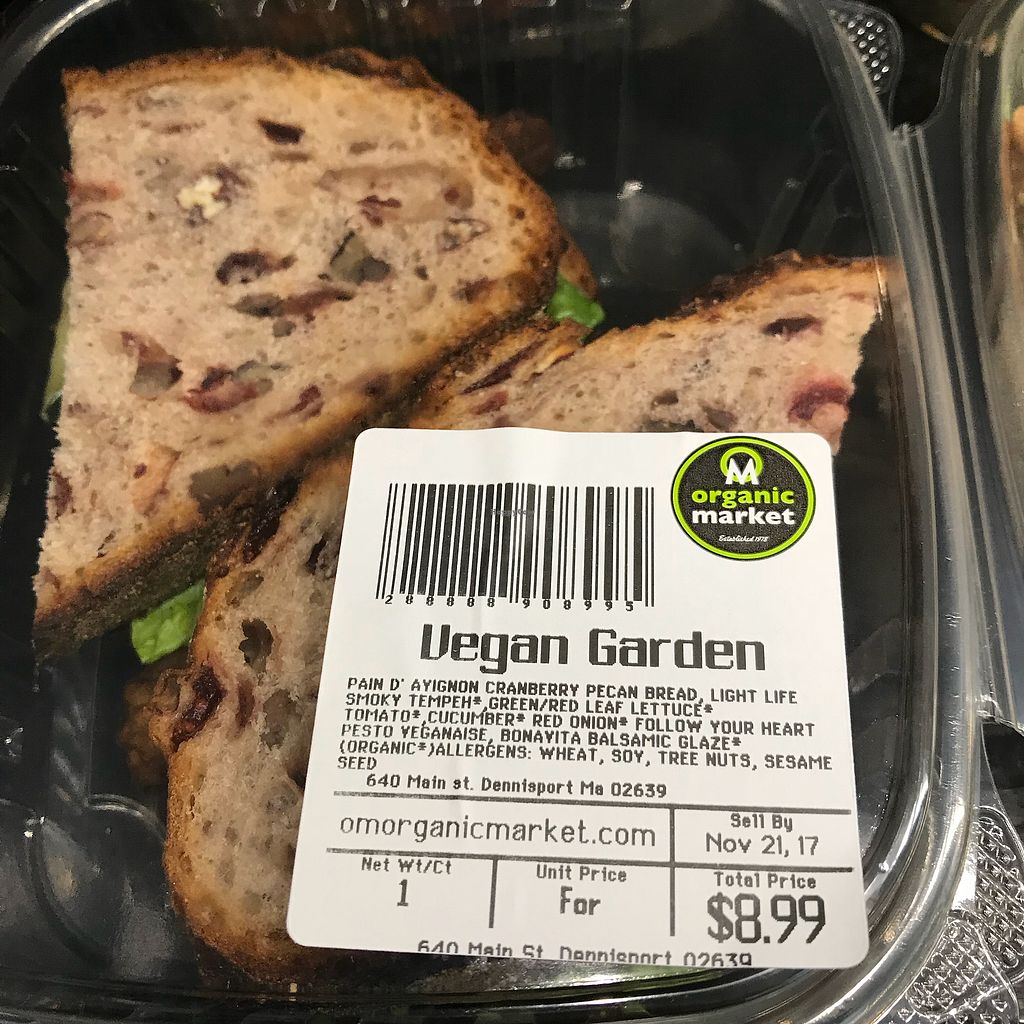 M
organic
market
Established 1978
2 88888 908995
Vegan Garden
PAIN D' AVIGNON CRANBERRY PECAN BREAD, LIGHT LIFE
SMOKY TEMPEH*,GREEN/RED LEAF LETTUCE*
TOMATO*,CUCUMBER* RED ONION* FOLLOW YOUR HEART
PESTO VEGANAISE, BONAVITA BALSAMIC GLAZE*
(ORGANIC*)ALLERGENS: WHEAT, SOY, TREE NUTS, SESAME
SEED
640 Main st. Dennisport Ma 02639
omorganicmarket.com
Sell By
Nov 21, 17
Net Wt/Ct
1
Unit Price
For
Total Price
$8.99
640 Main St Dennisport 02639